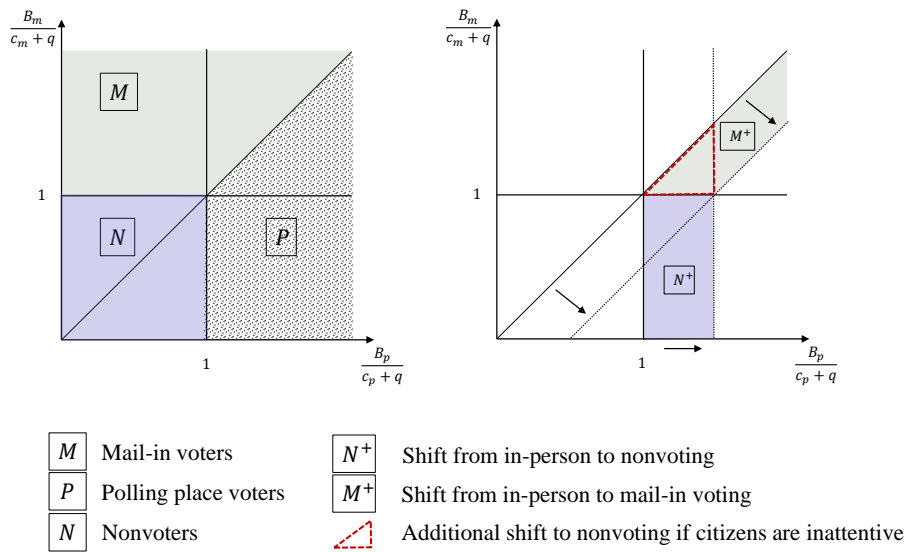 B_m
c_m + q
M
1
N
P
1
B_p
c_p + q
B_m
c_m + q
M⁺
1
N⁺
1
B_p
c_p + q
M Mail-in voters
P Polling place voters
N Nonvoters
N⁺ Shift from in-person to nonvoting
M⁺ Shift from in-person to mail-in voting
Additional shift to nonvoting if citizens are inattentive